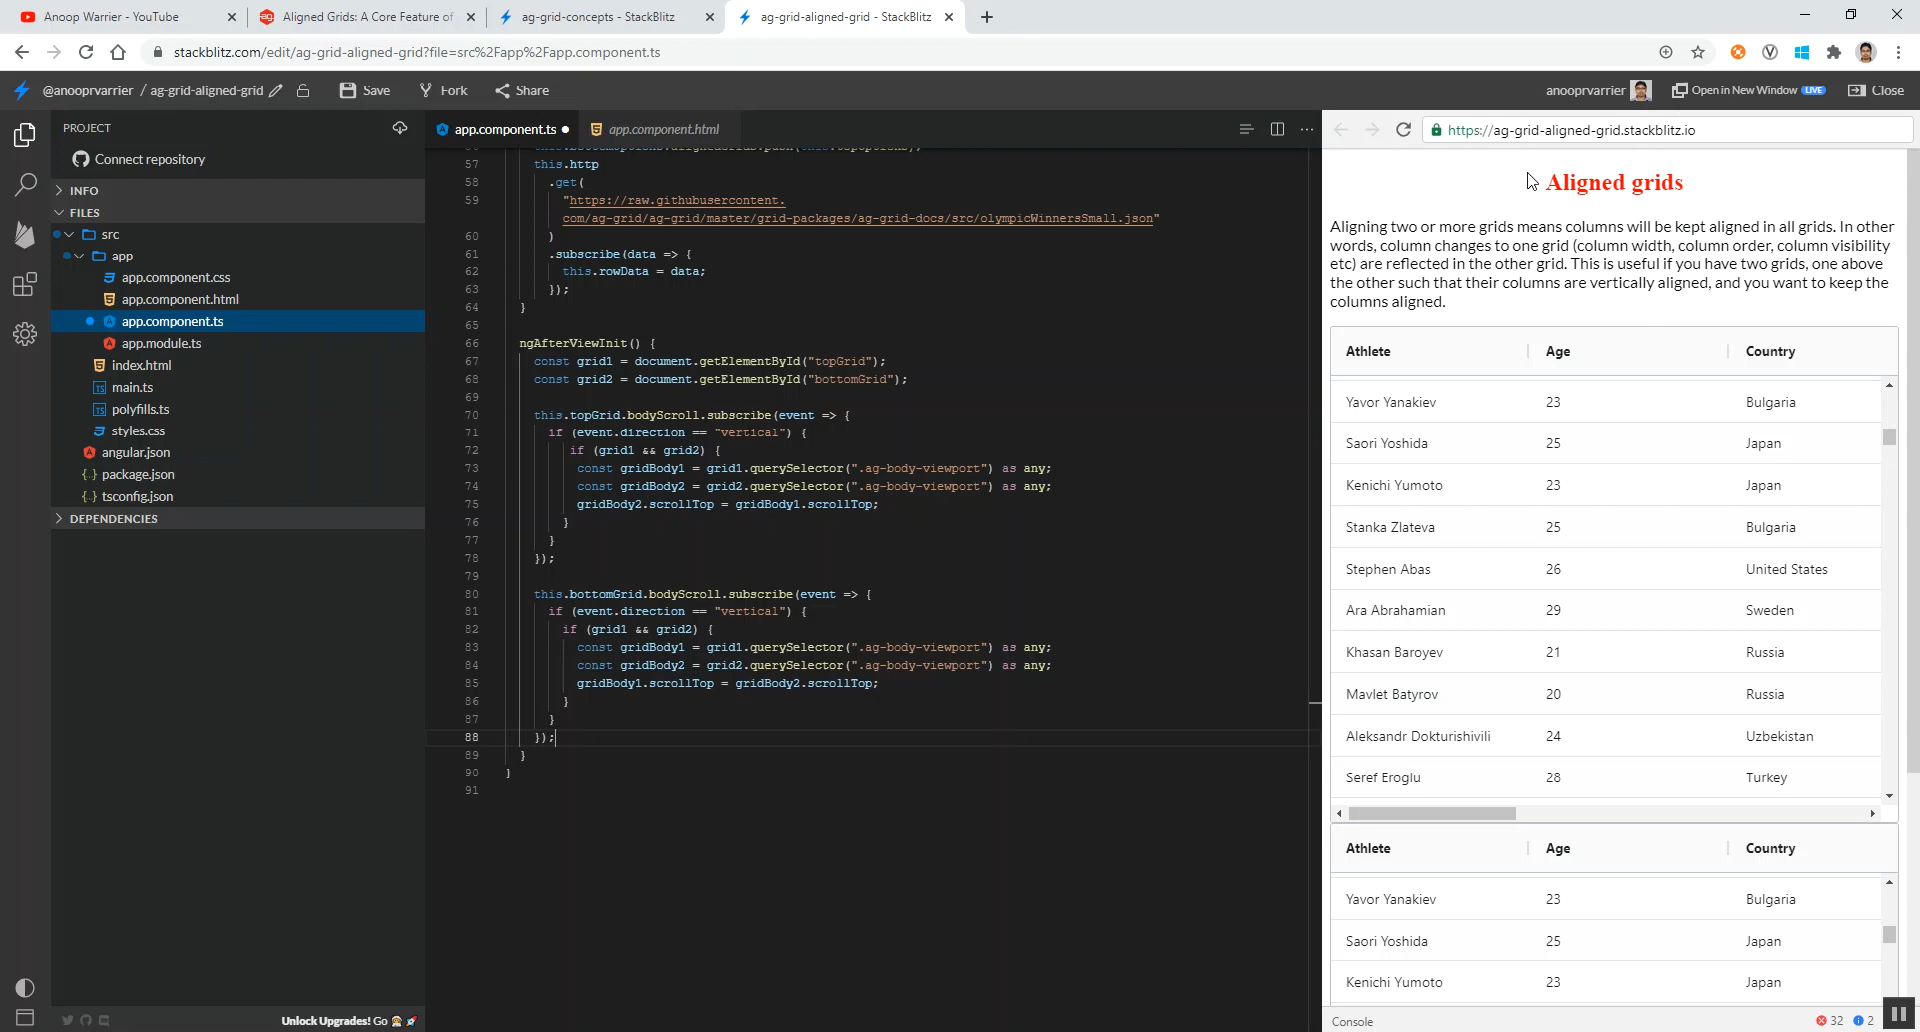 Anoop Warrier - YouTube
Aligned Grids: A Core Feature of
ag-grid-concepts - StackBlitz
ag-grid-aligned-grid - StackBlitz
stackblitz.com/edit/ag-grid-aligned-grid?file=src%2Fapp%2Fapp.component.ts
@anooprvarrier / ag-grid-aligned-grid
Save
Fork
Share
anooprvarrier
Open in New Window LIVE
Close
PROJECT
Connect repository
INFO
FILES
src
app
app.component.css
app.component.html
app.component.ts
app.module.ts
index.html
main.ts
polyfills.ts
styles.css
angular.json
package.json
tsconfig.json
DEPENDENCIES
Unlock Upgrades! Go
app.component.ts
app.component.html
57 this.http
58 .get(
59 "https://raw.githubusercontent.
com/ag-grid/ag-grid/master/grid-packages/ag-grid-docs/src/olympicWinnersSmall.json"
60 )
61 .subscribe(data => {
62 this.rowData = data;
63 });
64 }
65
66 ngAfterViewInit() {
67 const grid1 = document.getElementById("topGrid");
68 const grid2 = document.getElementById("bottomGrid");
69
70 this.topGrid.bodyScroll.subscribe(event => {
71 if (event.direction == "vertical") {
72 if (grid1 && grid2) {
73 const gridBody1 = grid1.querySelector(".ag-body-viewport") as any;
74 const gridBody2 = grid2.querySelector(".ag-body-viewport") as any;
75 gridBody2.scrollTop = gridBody1.scrollTop;
76 }
77 }
78 });
79
80 this.bottomGrid.bodyScroll.subscribe(event => {
81 if (event.direction == "vertical") {
82 if (grid1 && grid2) {
83 const gridBody1 = grid1.querySelector(".ag-body-viewport") as any;
84 const gridBody2 = grid2.querySelector(".ag-body-viewport") as any;
85 gridBody1.scrollTop = gridBody2.scrollTop;
86 }
87 }
88 });
89 }
90 }
91
https://ag-grid-aligned-grid.stackblitz.io
Aligned grids
Aligning two or more grids means columns will be kept aligned in all grids. In other
words, column changes to one grid (column width, column order, column visibility
etc) are reflected in the other grid. This is useful if you have two grids, one above
the other such that their columns are vertically aligned, and you want to keep the
columns aligned.
Athlete Age Country
Yavor Yanakiev 23 Bulgaria
Saori Yoshida 25 Japan
Kenichi Yumoto 23 Japan
Stanka Zlateva 25 Bulgaria
Stephen Abas 26 United States
Ara Abrahamian 29 Sweden
Khasan Baroyev 21 Russia
Mavlet Batyrov 20 Russia
Aleksandr Dokturishivili 24 Uzbekistan
Seref Eroglu 28 Turkey
Athlete Age Country
Yavor Yanakiev 23 Bulgaria
Saori Yoshida 25 Japan
Kenichi Yumoto 23 Japan
Console
32
2